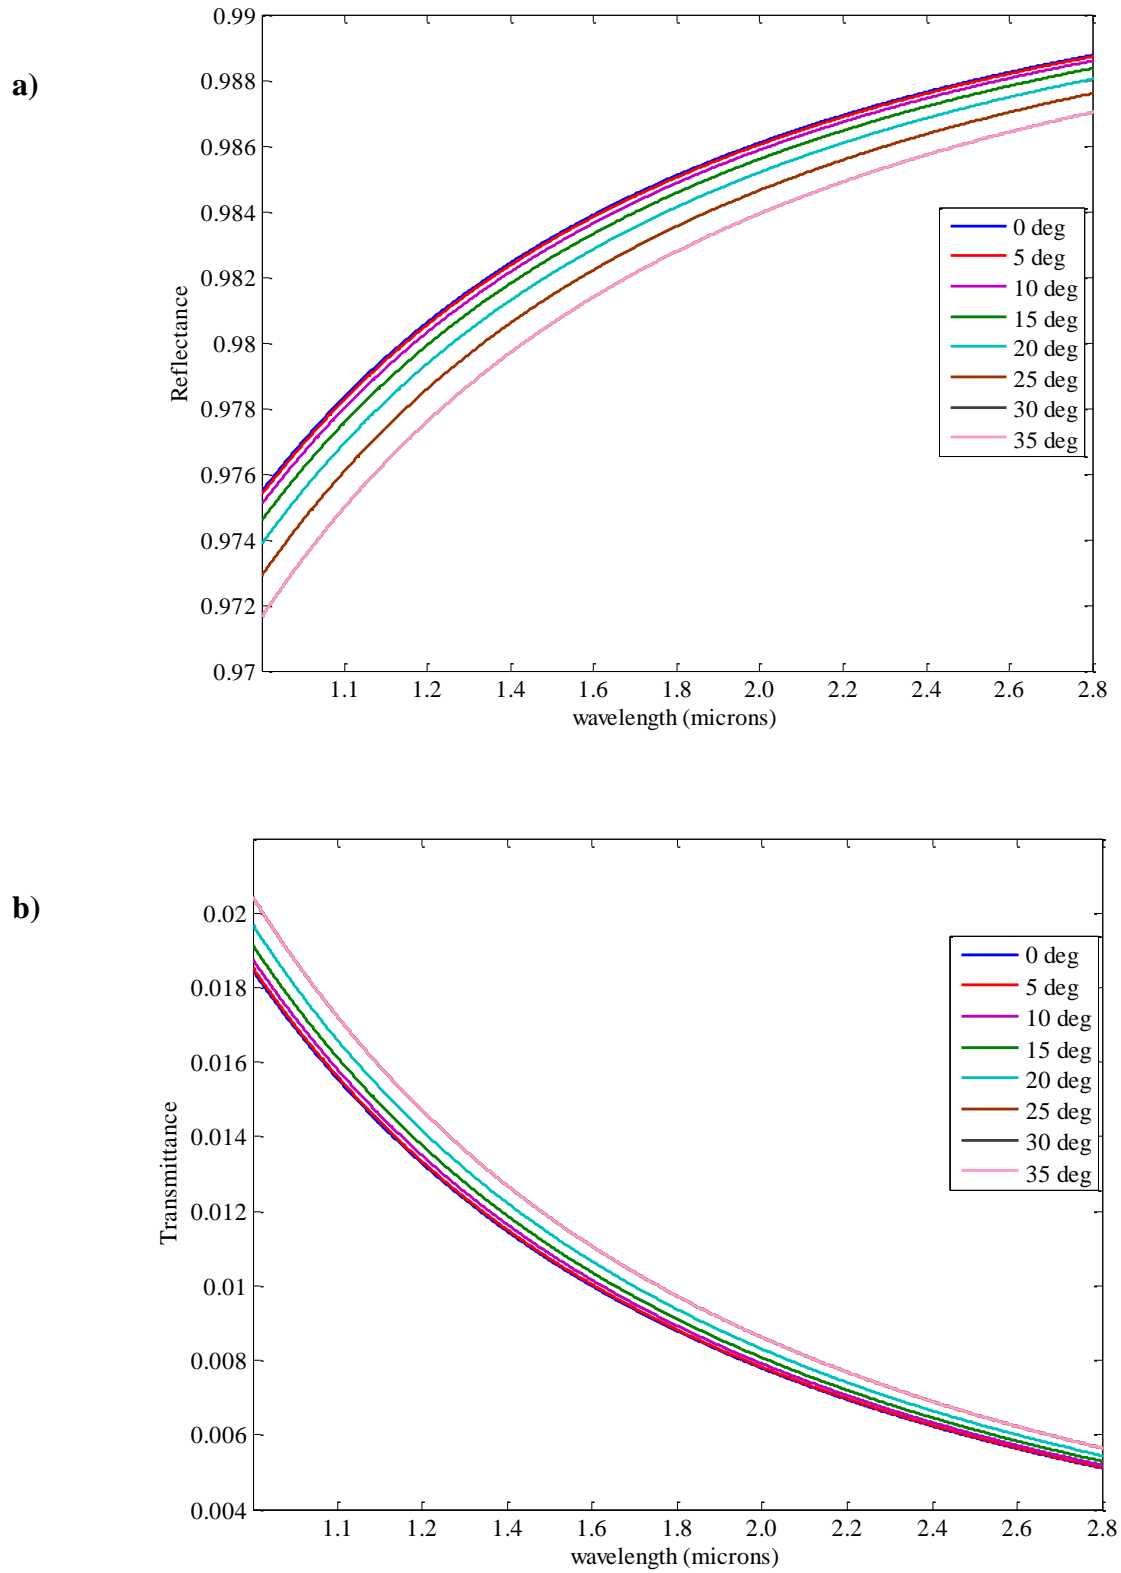 a)
0.99
0.988
0.986
0.984
0.982
0.98
0.978
0.976
0.974
0.972
0.97
Reflectance
0 deg
5 deg
10 deg
15 deg
20 deg
25 deg
30 deg
35 deg
1.1 1.2 1.4 1.6 1.8 2.0 2.2 2.4 2.6 2.8
wavelength (microns)
b)
0.02
0.018
0.016
0.014
0.012
0.01
0.008
0.006
0.004
Transmittance
0 deg
5 deg
10 deg
15 deg
20 deg
25 deg
30 deg
35 deg
1.1 1.2 1.4 1.6 1.8 2.0 2.2 2.4 2.6 2.8
wavelength (microns)